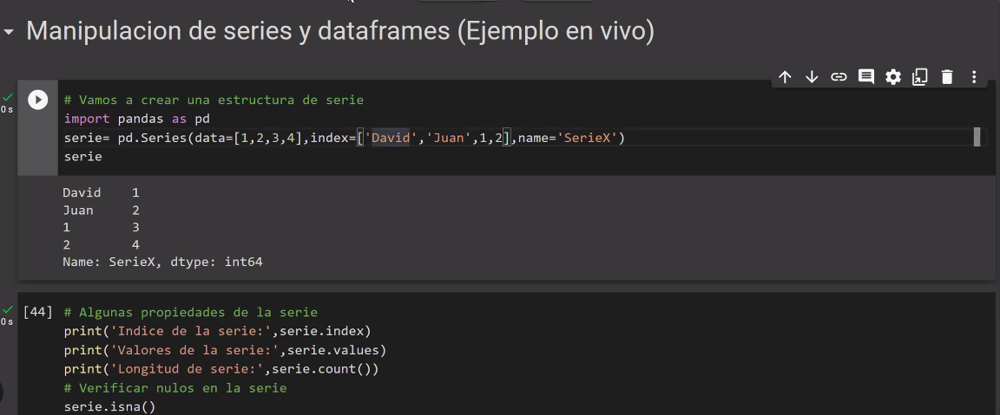 Manipulacion de series y dataframes (Ejemplo en vivo)
0 s
# Vamos a crear una estructura de serie
import pandas as pd
serie= pd.Series(data=[1,2,3,4],index=['David','Juan',1,2],name='SerieX')
serie
David    1
Juan     2
1        3
2        4
Name: SerieX, dtype: int64
0 s
[44] # Algunas propiedades de la serie
print('Indice de la serie:',serie.index)
print('Valores de la serie:',serie.values)
print('Longitud de serie:',serie.count())
# Verificar nulos en la serie
serie.isna()